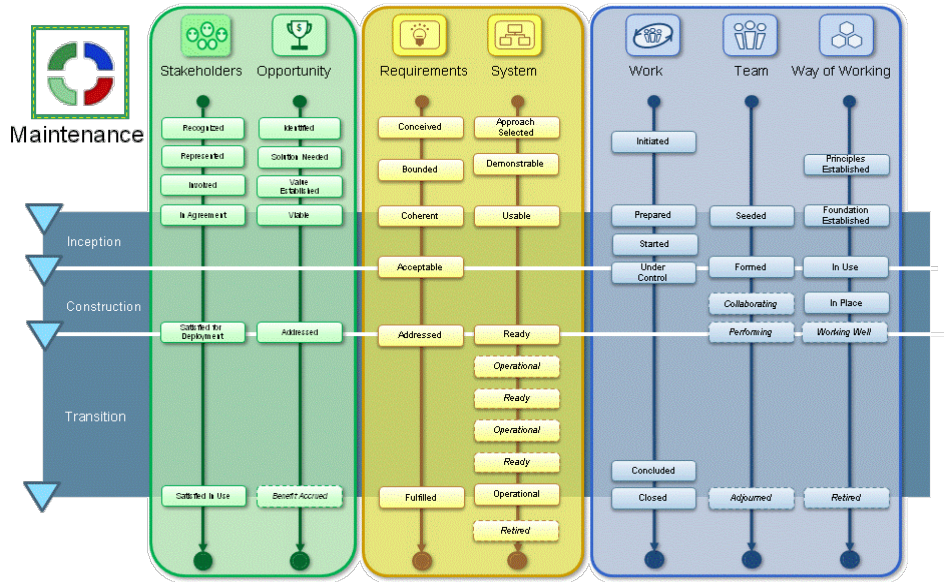 Maintenance
Stakeholders
Opportunity
Requirements
System
Work
Team
Way of Working
Recognized
Represented
Involved
In Agreement
Satisfied for
Deployment
Satisfied In Use
Identified
Solution Needed
Value
Established
Viable
Addressed
Benefit Accrued
Conceived
Bounded
Coherent
Acceptable
Addressed
Fulfilled
Approach
Selected
Demonstrable
Usable
Ready
Operational
Ready
Operational
Ready
Operational
Retired
Initiated
Prepared
Started
Under
Control
Concluded
Closed
Seeded
Formed
Collaborating
Performing
Adjourned
Principles
Established
Foundation
Established
In Use
In Place
Working Well
Retired
Inception
Construction
Transition
$